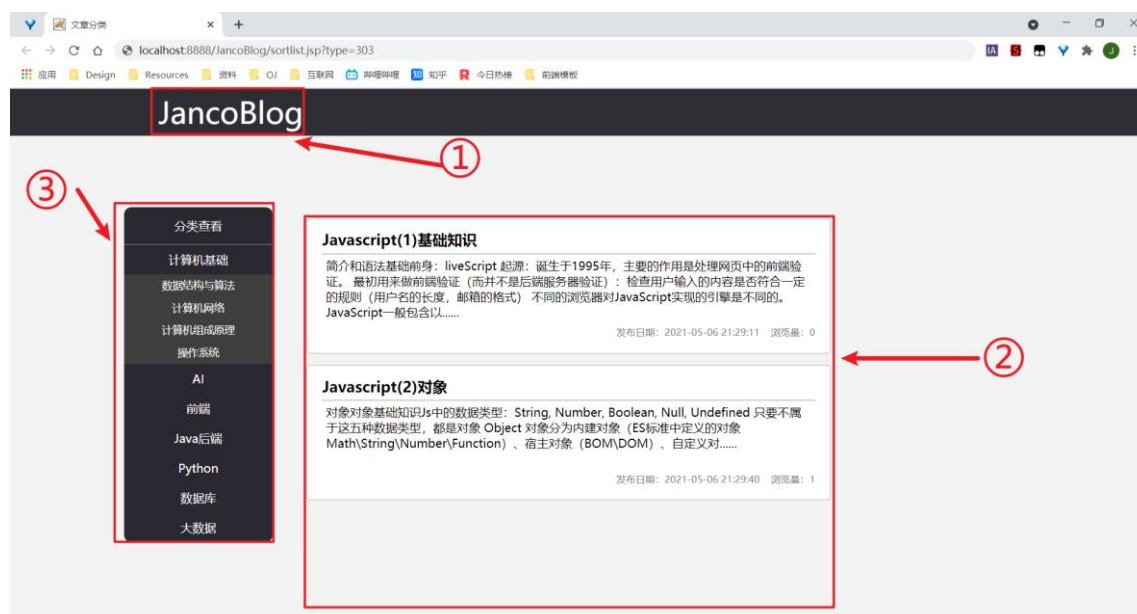 文章分类
localhost:8888/JancoBlog/sortlist.jsp?type=303
应用 Design Resources 资料 OJ 互联网 哔哩哔哩 知 知乎 R 今日热榜 前端模板
JancoBlog
①
③
分类查看
计算机基础
数据结构与算法
计算机网络
计算机组成原理
操作系统
AI
前端
Java后端
Python
数据库
大数据
Javascript(1)基础知识
简介和语法基础前身：liveScript 起源：诞生于1995年，主要的作用是处理网页中的前端验
证。 最初用来做前端验证（而并不是后端服务器验证）：检查用户输入的内容是否符合一定
的规则（用户名的长度，邮箱的格式） 不同的浏览器对JavaScript实现的引擎是不同的。
JavaScript一般包含以......
发布日期：2021-05-06 21:29:11 浏览量：0
②
Javascript(2)对象
对象对象基础知识Js中的数据类型：String, Number, Boolean, Null, Undefined 只要不属
于这五种数据类型，都是对象 Object 对象分为内建对象（ES标准中定义的对象
Math\String\Number\Function）、宿主对象（BOM\DOM）、自定义对......
发布日期：2021-05-06 21:29:40 浏览量：1